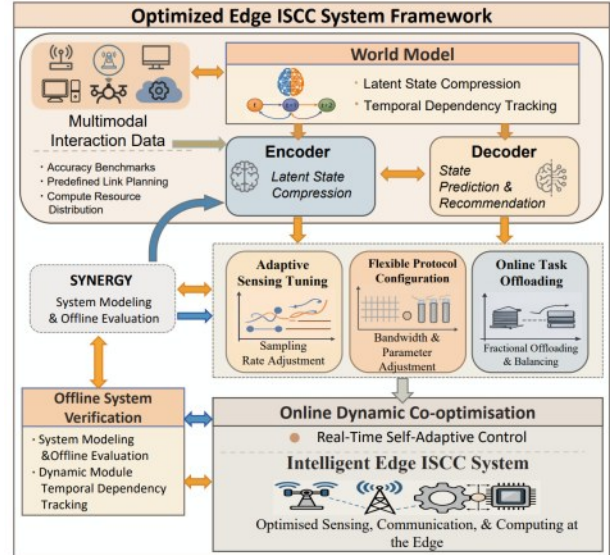 Optimized Edge ISCC System Framework
World Model
· Latent State Compression
· Temporal Dependency Tracking
t
t+1
t+2
Multimodal
Interaction Data
· Accuracy Benchmarks
· Predefined Link Planning
· Compute Resource
Distribution
Encoder
Latent State
Compression
Decoder
State
Prediction &
Recommendation
SYNERGY
System Modeling
& Offline Evaluation
Adaptive
Sensing Tuning
Sampling
Rate Adjustment
Flexible Protocol
Configuration
Bandwidth &
Parameter
Adjustment
Online Task
Offloading
Fractional Offloading
& Balancing
Offline System
Verification
· System Modeling
&Offline Evaluation
· Dynamic Module
Temporal Dependency
Tracking
Online Dynamic Co-optimisation
Real-Time Self-Adaptive Control
Intelligent Edge ISCC System
Optimised Sensing, Communication, & Computing at
the Edge